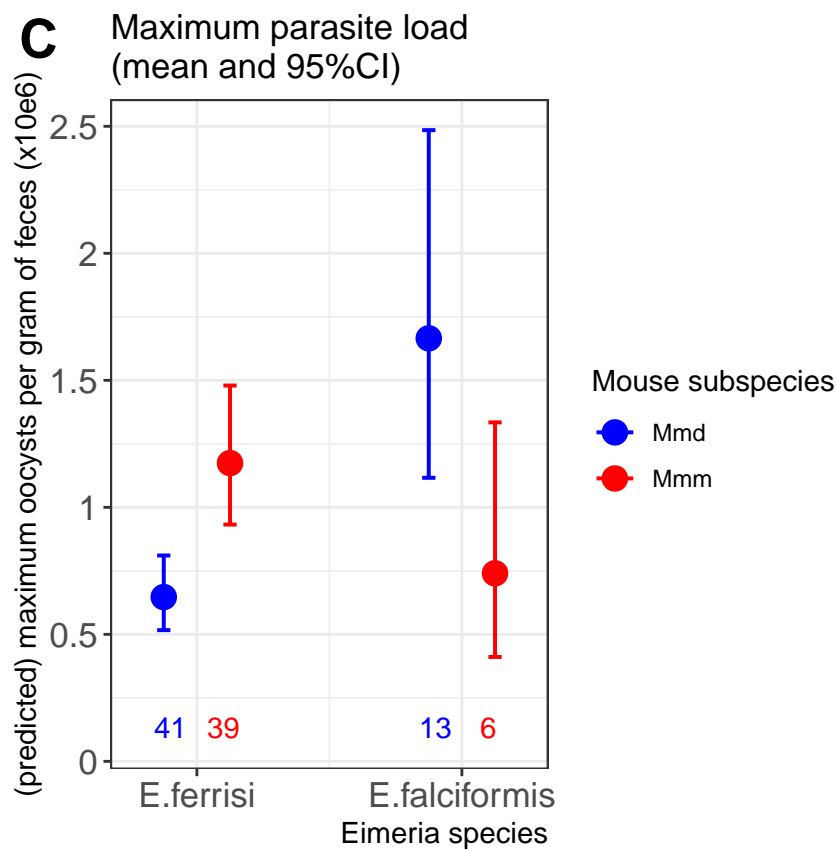 C
Maximum parasite load
(mean and 95%CI)
(predicted) maximum oocysts per gram of feces (x10e6)
2.5
2
1.5
1
0.5
0
41 39 13 6
E.ferrisi E.falciformis
Eimeria species
Mouse subspecies
Mmd
Mmm